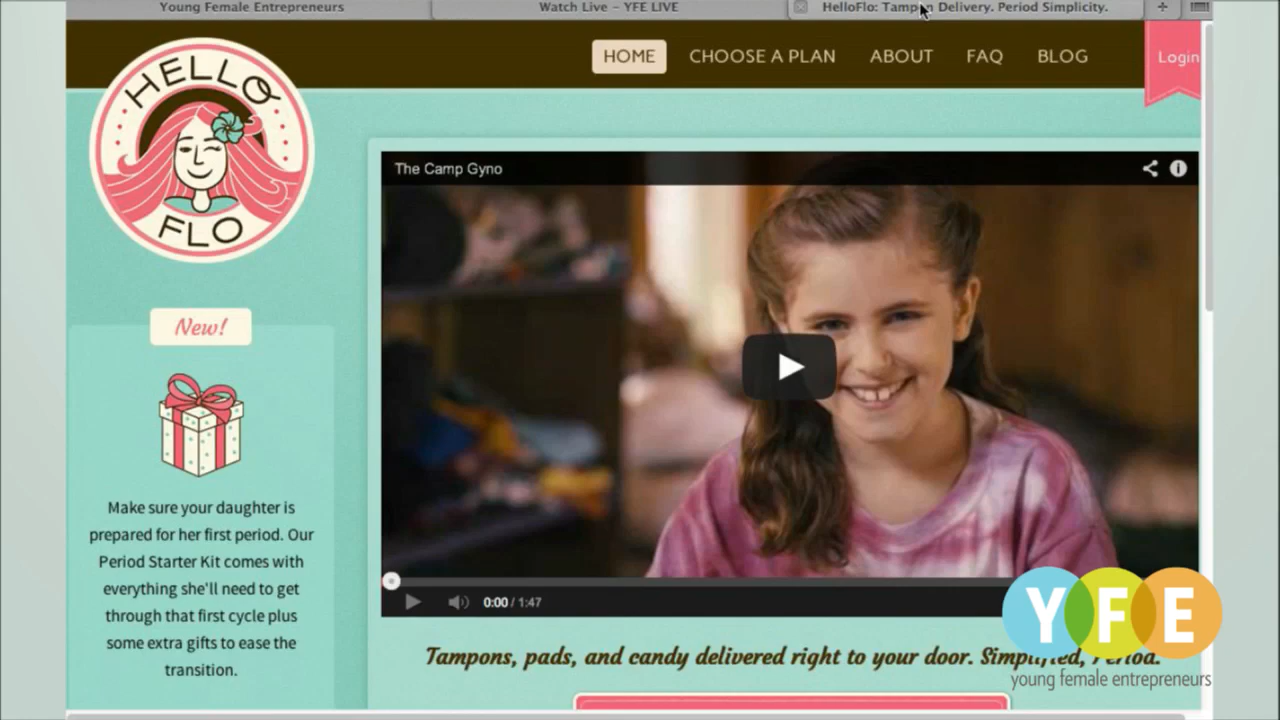 Young Female Entrepreneurs
Watch Live – YFE LIVE
HelloFlo: Tampon Delivery. Period Simplicity.
HOME
CHOOSE A PLAN
ABOUT
FAQ
BLOG
Login
HELLO
FLO
The Camp Gyno
New!
Make sure your daughter is
prepared for her first period. Our
Period Starter Kit comes with
everything she'll need to get
through that first cycle plus
some extra gifts to ease the
transition.
0:00 / 1:47
Tampons, pads, and candy delivered right to your door. Simplified, Period.
YFE
young female entrepreneurs